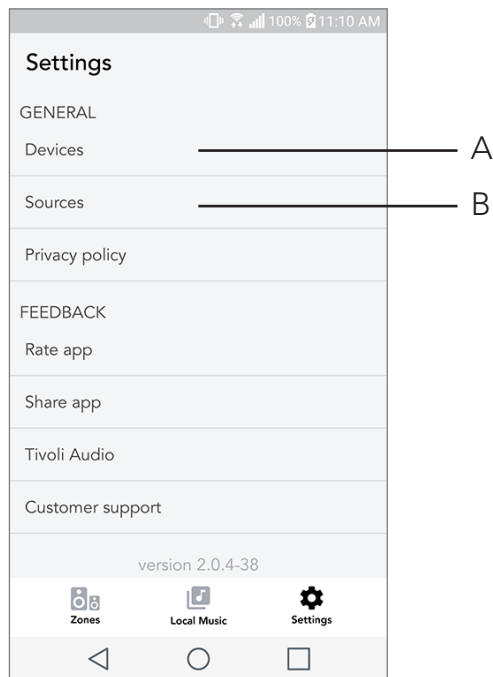 100% 11:10 AM
Settings
GENERAL
Devices
A
Sources
B
Privacy policy
FEEDBACK
Rate app
Share app
Tivoli Audio
Customer support
version 2.0.4-38
Zones Local Music Settings